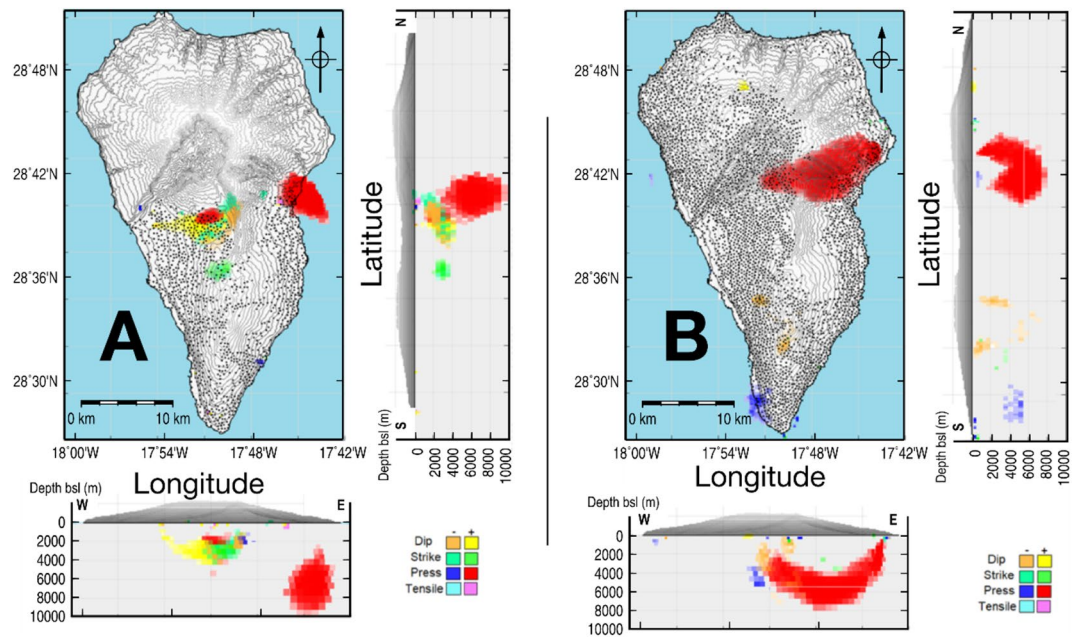 A
28°48'N
28°42'N
28°36'N
28°30'N
0 km 10 km
18°00'W 17°54'W 17°48'W 17°42'W
Longitude
Latitude
N
S
Depth bsl (m)
0 2000 4000 6000 8000 10000
Depth bsl (m)
W E
0
2000
4000
6000
8000
10000
- +
Dip
Strike
Press
Tensile
B
28°48'N
28°42'N
28°36'N
28°30'N
0 km 10 km
18°00'W 17°54'W 17°48'W 17°42'W
Longitude
Latitude
N
S
Depth bsl (m)
0 2000 4000 6000 8000 10000
Depth bsl (m)
W E
0
2000
4000
6000
8000
10000
- +
Dip
Strike
Press
Tensile